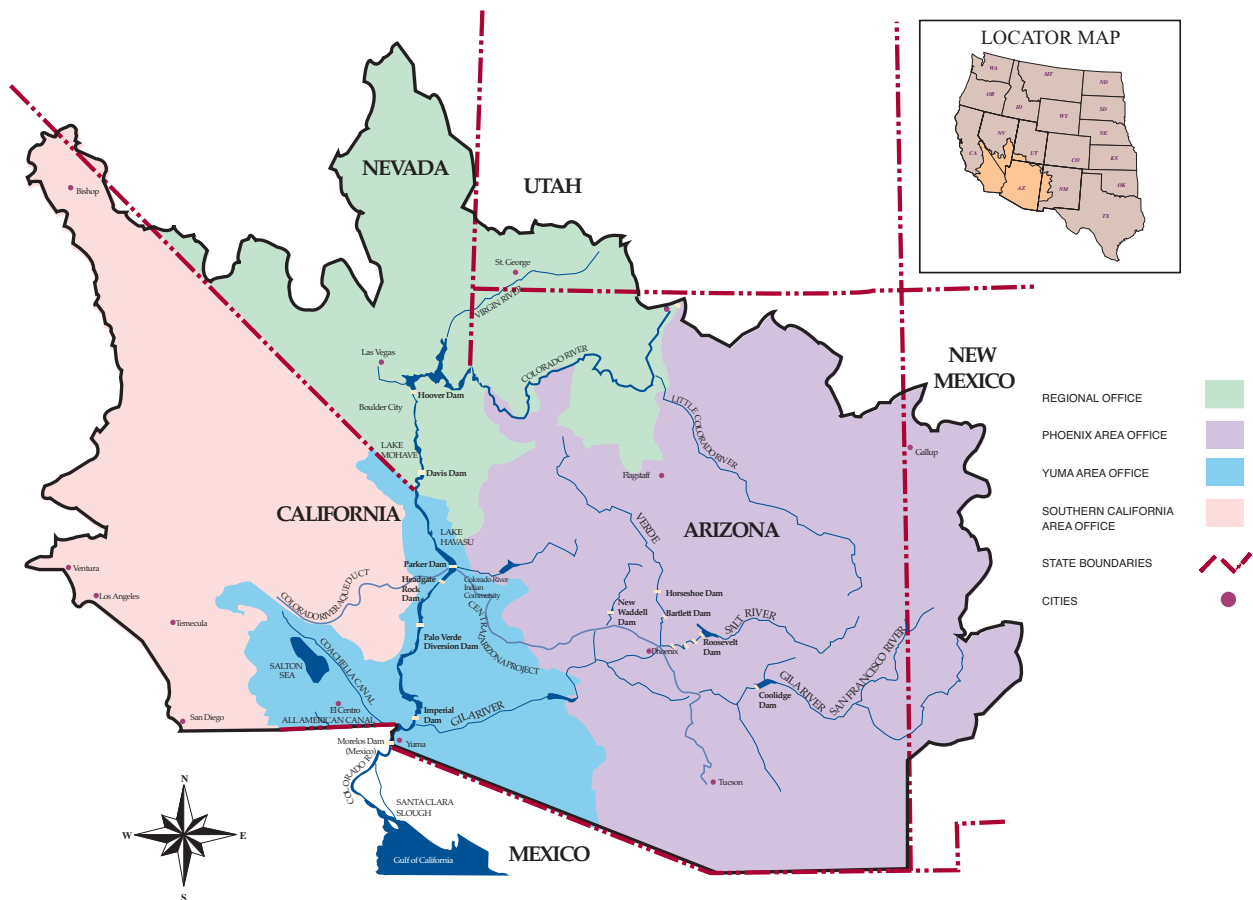 LOCATOR MAP
WA
MT
ND
OR
ID
SD
WY
NE
NV
UT
CA
CO
KS
AZ
NM
OK
TX
NEVADA
UTAH
Bishop
St. George
VIRGIN RIVER
Las Vegas
COLORADO RIVER
NEW
MEXICO
Hoover Dam
Boulder City
LITTLE COLORADO RIVER
REGIONAL OFFICE
PHOENIX AREA OFFICE
YUMA AREA OFFICE
SOUTHERN CALIFORNIA
AREA OFFICE
STATE BOUNDARIES
CITIES
LAKE
MOHAVE
Gallup
Davis Dam
Flagstaff
CALIFORNIA
ARIZONA
VERDE
LAKE
HAVASU
Parker Dam
Ventura
COLORADO RIVER AQUEDUCT
Headgate
Rock
Dam
Colorado River
Indian
Community
Los Angeles
Horseshoe Dam
New
Waddell
Dam
Bartlett Dam
CENTRAL ARIZONA PROJECT
SALT RIVER
Temecula
Palo Verde
Diversion Dam
Roosevelt
Dam
Phoenix
COACHELLA CANAL
SALTON
SEA
GILA RIVER
SAN FRANCISCO RIVER
Coolidge
Dam
El Centro
Imperial
Dam
GILA RIVER
San Diego
ALL AMERICAN CANAL
Morelos Dam
(Mexico)
Yuma
COLORADO R.
Tucson
SANTA CLARA
SLOUGH
MEXICO
Gulf of California
N
W
E
S